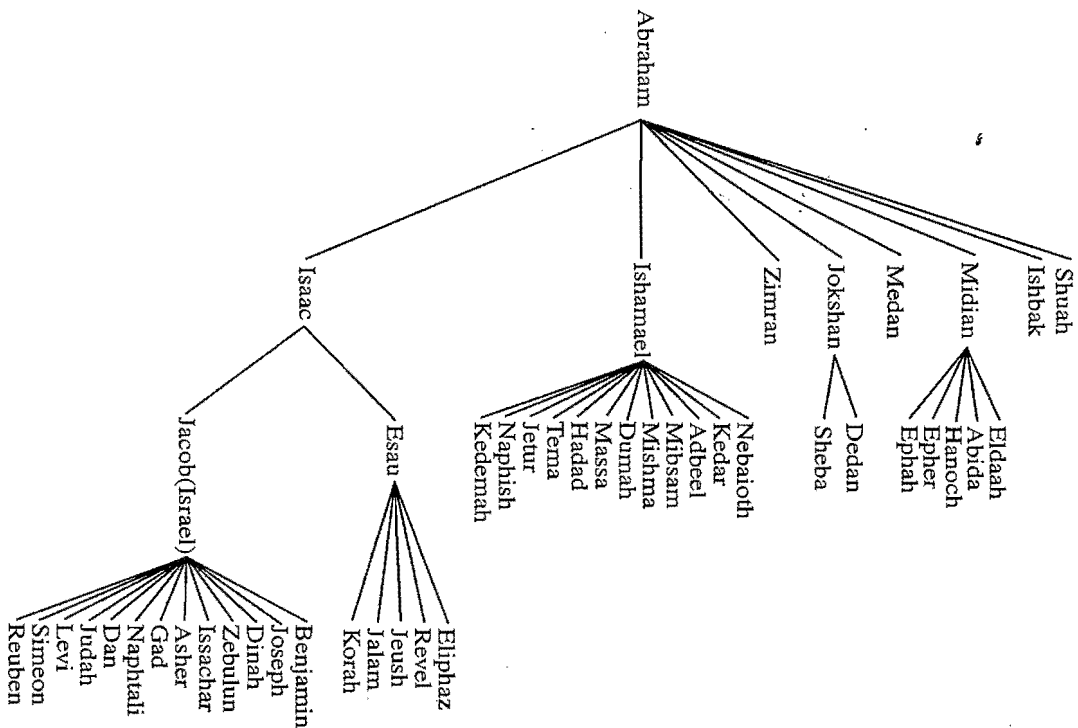 Abraham
Isaac
Ishamael
Zimran
Jokshan
Medan
Midian
Ishbak
Shuah
Jacob(Israel)
Esau
Kedemah
Naphish
Jetur
Tema
Hadad
Massa
Dumah
Mishma
Mibsam
Adbeel
Kedar
Nebaioth
Sheba
Dedan
Ephah
Epher
Hanoch
Abida
Eldaah
Reuben
Simeon
Levi
Judah
Dan
Naphtali
Gad
Asher
Issachar
Zebulun
Dinah
Joseph
Benjamin
Korah
Jalam
Jeush
Revel
Eliphaz